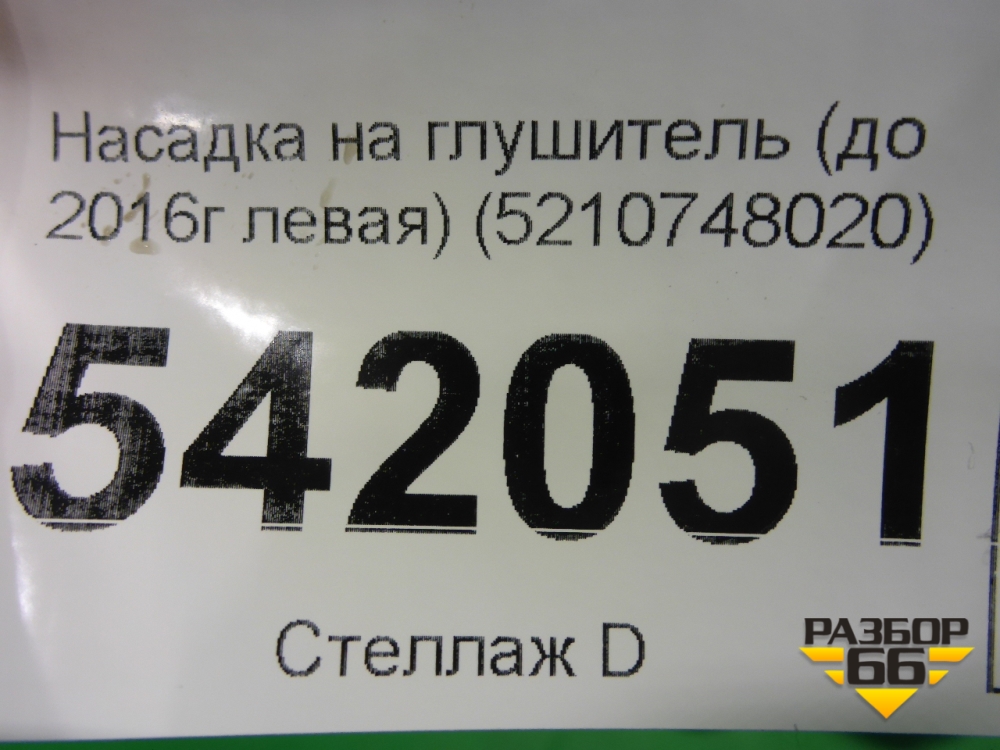 Насадка на глушитель (до
2016г левая) (5210748020)
542051
Стеллаж D
РАЗБОР
66